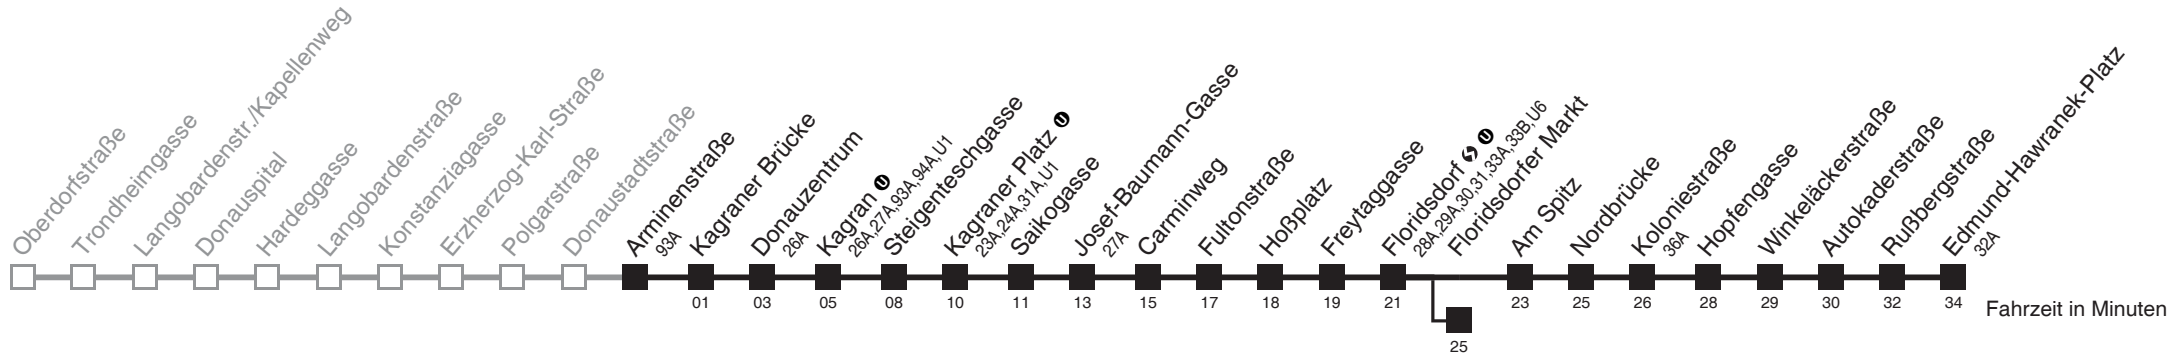 Oberdorfstraße
Trondheimgasse
Langobardenstr./Kapellenweg
Donauspital
Hardeggasse
Langobardenstraße
Konstanziagasse
Erzherzog-Karl-Straße
Polgarstraße
Donaustadtstraße
Arminenstraße
93A
Kagraner Brücke
01
Donauzentrum
26A
03
Kagran U
26A,27A,93A,94A,U1
05
Steigenteschgasse
08
Kagraner Platz U
23A,24A,31A,U1
10
Saikogasse
11
Josef-Baumann-Gasse
27A
13
Carminweg
15
Fultonstraße
17
Hoßplatz
18
Freytaggasse
19
Floridsdorf S U
28A,29A,30,31,33A,33B,U6
21
Floridsdorfer Markt
25
Am Spitz
23
Nordbrücke
25
Koloniestraße
36A
26
Hopfengasse
28
Winkeläckerstraße
29
Autokaderstraße
30
Rußbergstraße
32
Edmund-Hawranek-Platz
32A
34
Fahrzeit in Minuten